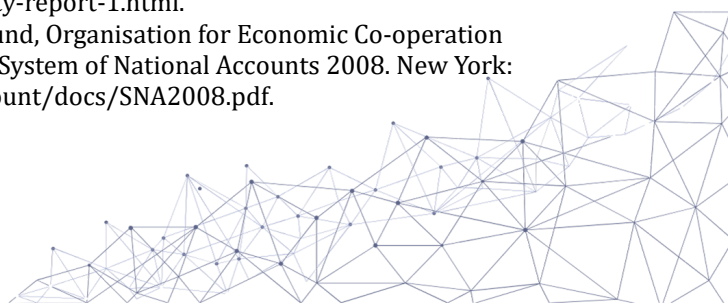 ty-report-1.html.
und, Organisation for Economic Co-operation
System of National Accounts 2008. New York:
ount/docs/SNA2008.pdf.